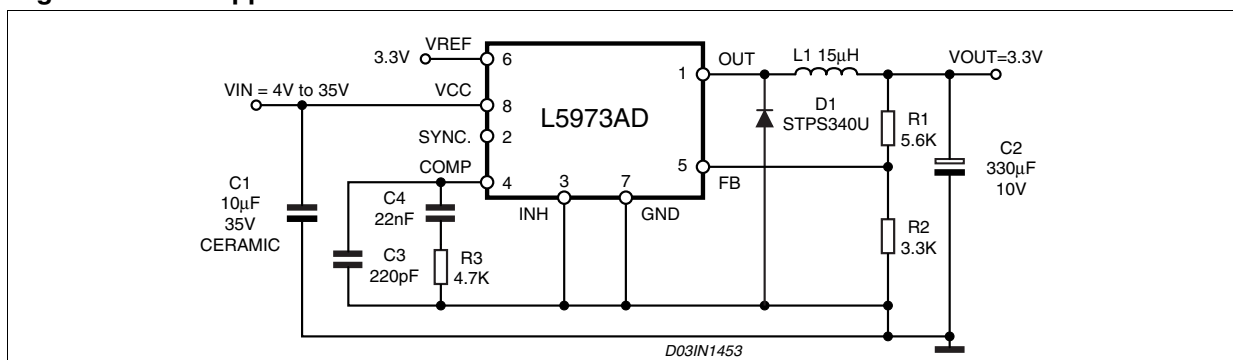 VREF
3.3V
6
VIN = 4V to 35V
VCC
8
SYNC.
2
COMP
4
L5973AD
1
OUT
L1 15µH
VOUT=3.3V
D1
STPS340U
R1
5.6K
5
FB
C2
330µF
10V
R2
3.3K
3
INH
7
GND
C1
10µF
35V
CERAMIC
C4
22nF
C3
220pF
R3
4.7K
D03IN1453